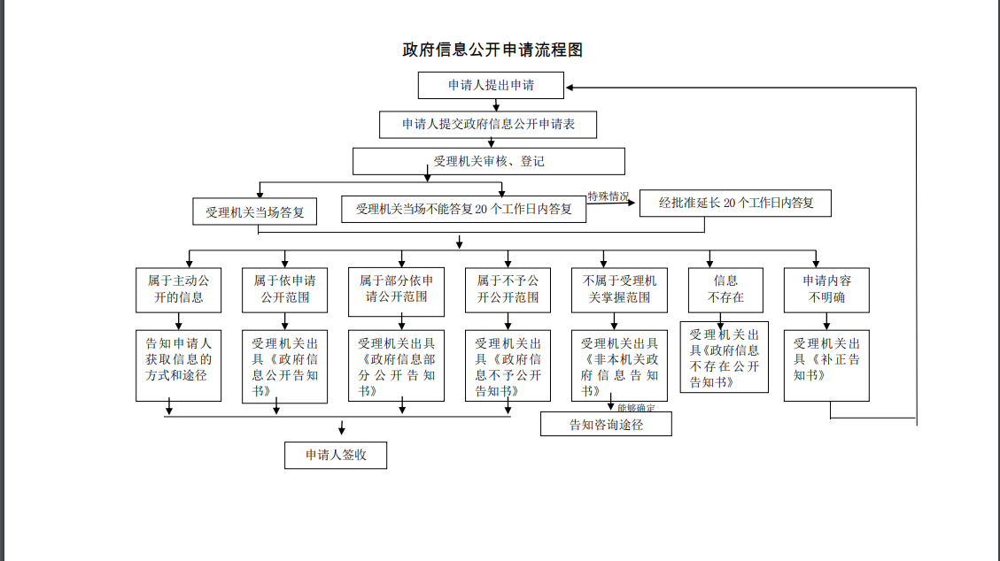 政府信息公开申请流程图
申请人提出申请
申请人提交政府信息公开申请表
受理机关审核、登记
受理机关当场答复
受理机关当场不能答复 20 个工作日内答复
特殊情况
经批准延长 20 个工作日内答复
属于主动公
开的信息
属于依申请
公开范围
属于部分依申
请公开范围
属于不予公
开公开范围
不属于受理机
关掌握范围
信息
不存在
申请内容
不明确
告知申请人
获取信息的
方式和途径
受理机关出
具《政府信
息公开告知
书》
受理机关出具
《政府信息部
分公开告知
书》
受理机关出
具《政府信
息不予公开
告知书》
受理机关出具
《非本机关政
府信息告知
书》
受理机关出
具《政府信息
不存在公开
告知书》
受理机关出
具《补正告
知书》
能够确定
告知咨询途径
申请人签收